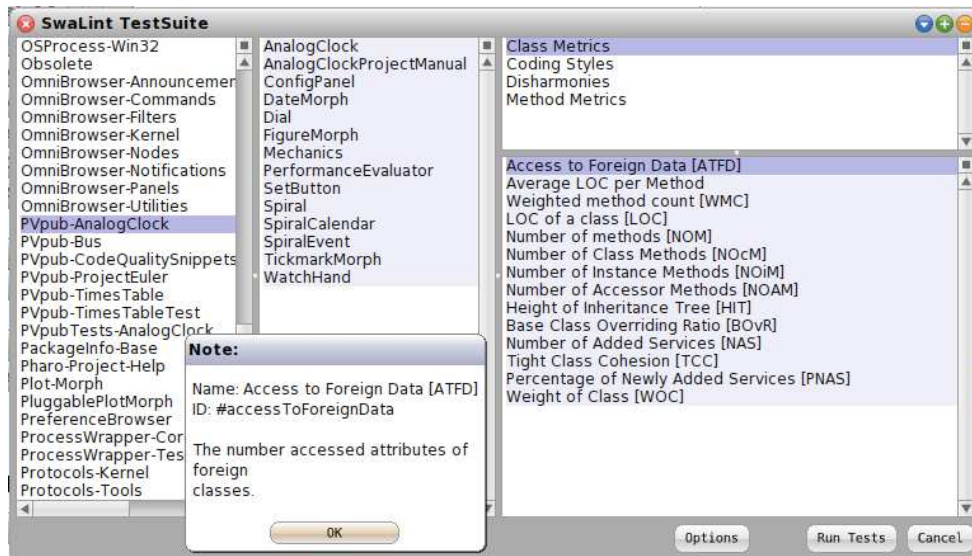 SwaLint TestSuite
OSProcess-Win32
Obsolete
OmniBrowser-Announcemen
OmniBrowser-Commands
OmniBrowser-Filters
OmniBrowser-Kernel
OmniBrowser-Nodes
OmniBrowser-Notifications
OmniBrowser-Panels
OmniBrowser-Utilities
PVpub-AnalogClock
PVpub-Bus
PVpub-CodeQualitySnippets
PVpub-ProjectEuler
PVpub-TimesTable
PVpub-TimesTableTest
PVpubTests-AnalogClock
PackageInfo-Base
Pharo-Project-Help
Plot-Morph
PluggablePlotMorph
PreferenceBrowser
ProcessWrapper-Cor
ProcessWrapper-Tes
Protocols-Kernel
Protocols-Tools
AnalogClock
AnalogClockProjectManual
ConfigPanel
DateMorph
Dial
FigureMorph
Mechanics
PerformanceEvaluator
SetButton
Spiral
SpiralCalendar
SpiralEvent
TickmarkMorph
WatchHand
Class Metrics
Coding Styles
Disharmonies
Method Metrics
Access to Foreign Data [ATFD]
Average LOC per Method
Weighted method count [WMC]
LOC of a class [LOC]
Number of methods [NOM]
Number of Class Methods [NOcM]
Number of Instance Methods [NOiM]
Number of Accessor Methods [NOAM]
Height of Inheritance Tree [HIT]
Base Class Overriding Ratio [BOvR]
Number of Added Services [NAS]
Tight Class Cohesion [TCC]
Percentage of Newly Added Services [PNAS]
Weight of Class [WOC]
Note:
Name: Access to Foreign Data [ATFD]
ID: #accessToForeignData
The number accessed attributes of
foreign
classes.
OK
Options
Run Tests
Cancel